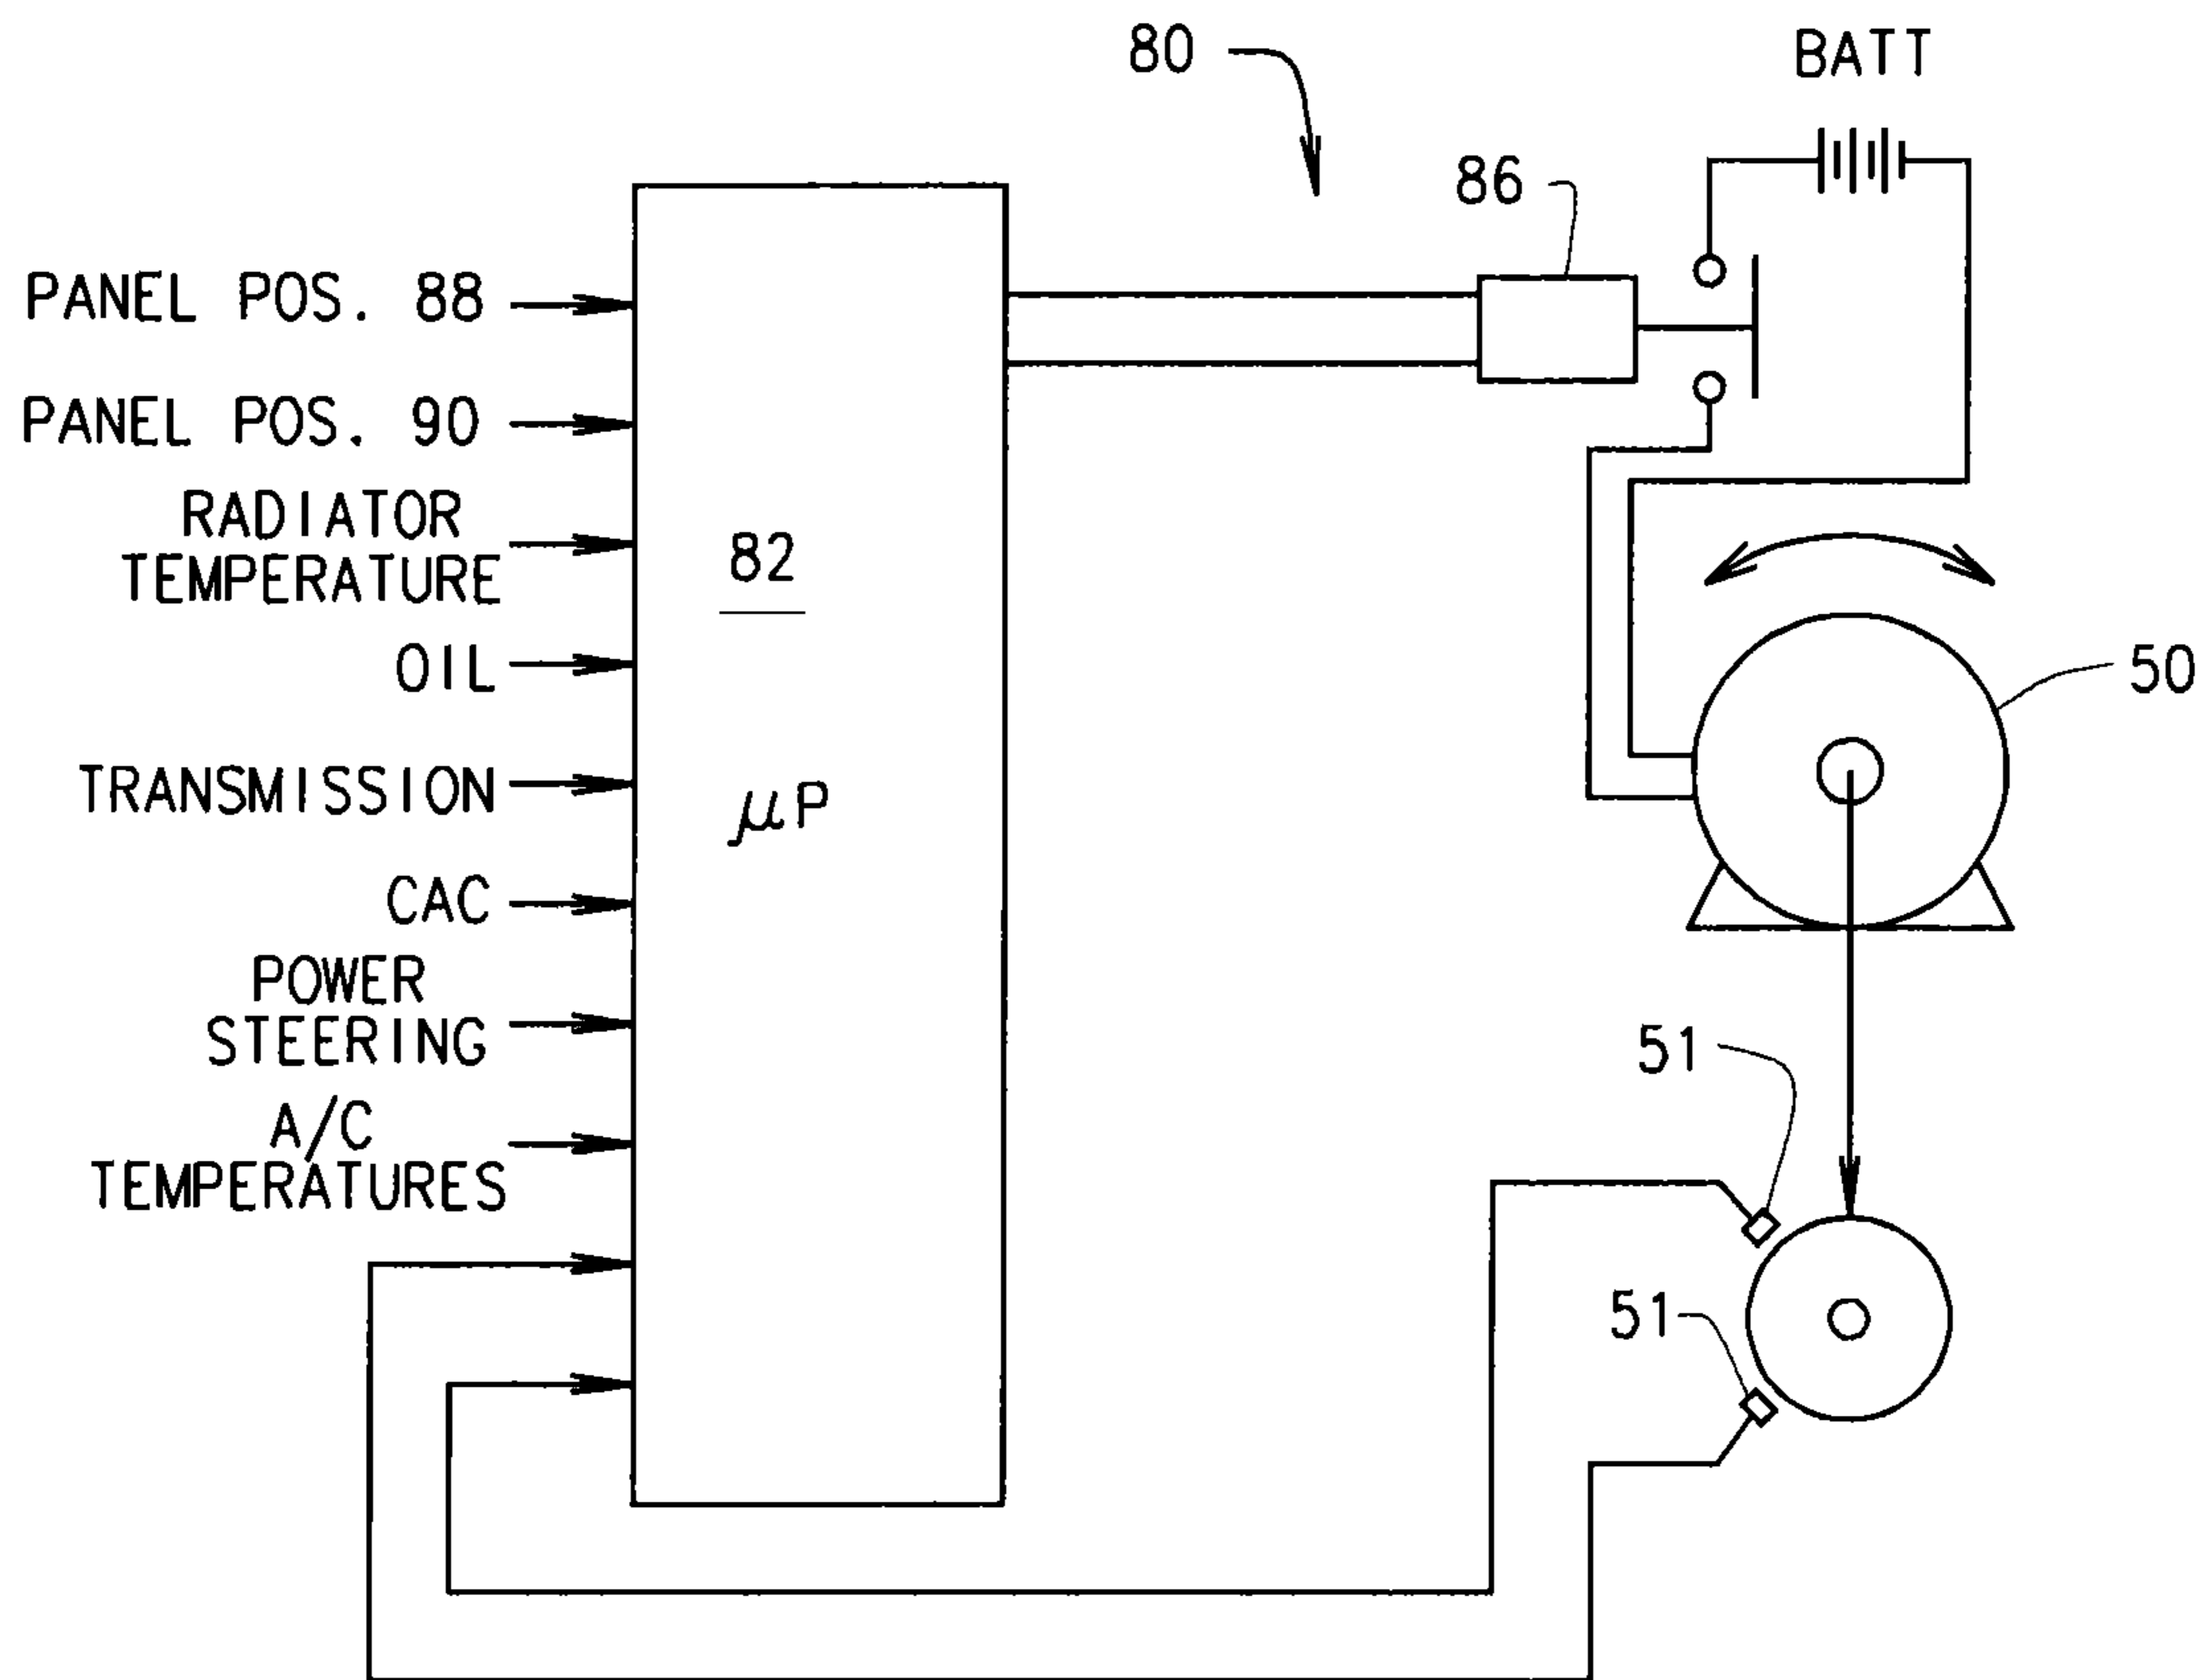 80
BATT
86
PANEL POS. 88
PANEL POS. 90
RADIATOR
TEMPERATURE
82
OIL
50
TRANSMISSION
μP
CAC
POWER
STEERING
51
A/C
TEMPERATURES
51